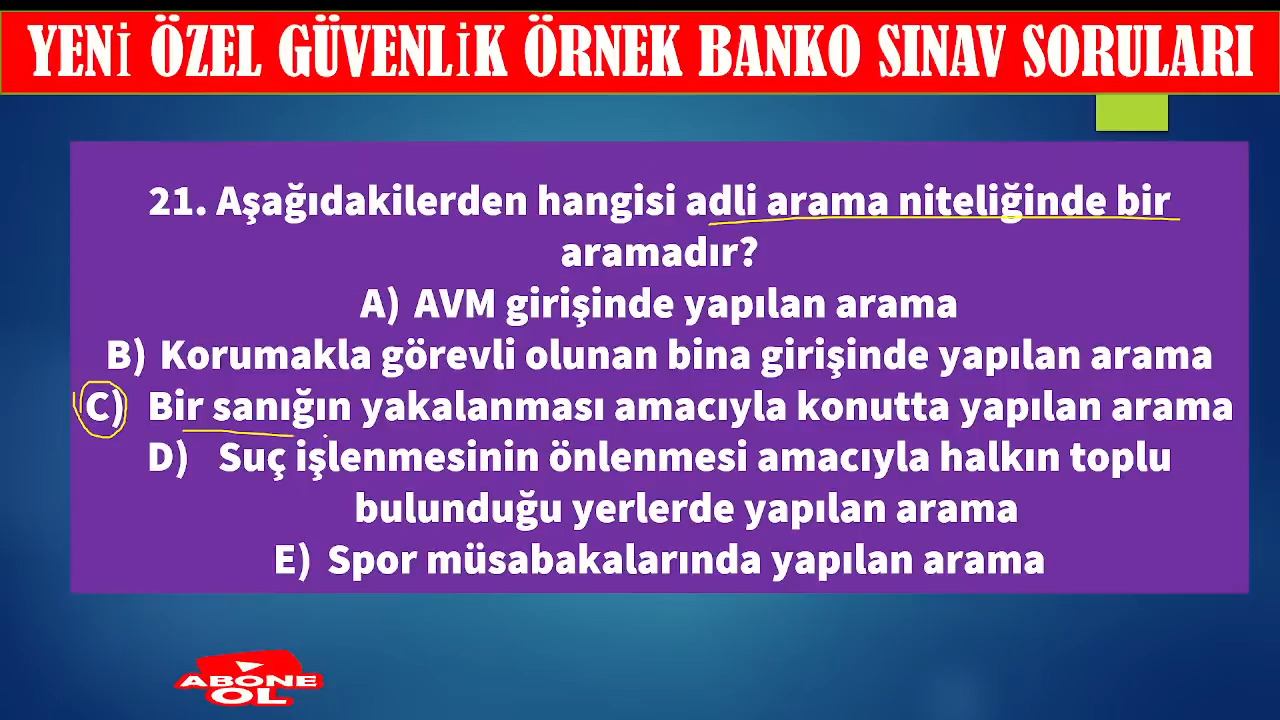 YENİ ÖZEL GÜVENLİK ÖRNEK BANKO SINAV SORULARI
21. Aşağıdakilerden hangisi adli arama niteliğinde bir
aramadır?
A) AVM girişinde yapılan arama
B) Korumakla görevli olunan bina girişinde yapılan arama
C) Bir sanığın yakalanması amacıyla konutta yapılan arama
D) Suç işlenmesinin önlenmesi amacıyla halkın toplu
bulunduğu yerlerde yapılan arama
E) Spor müsabakalarında yapılan arama
ABONE
OL